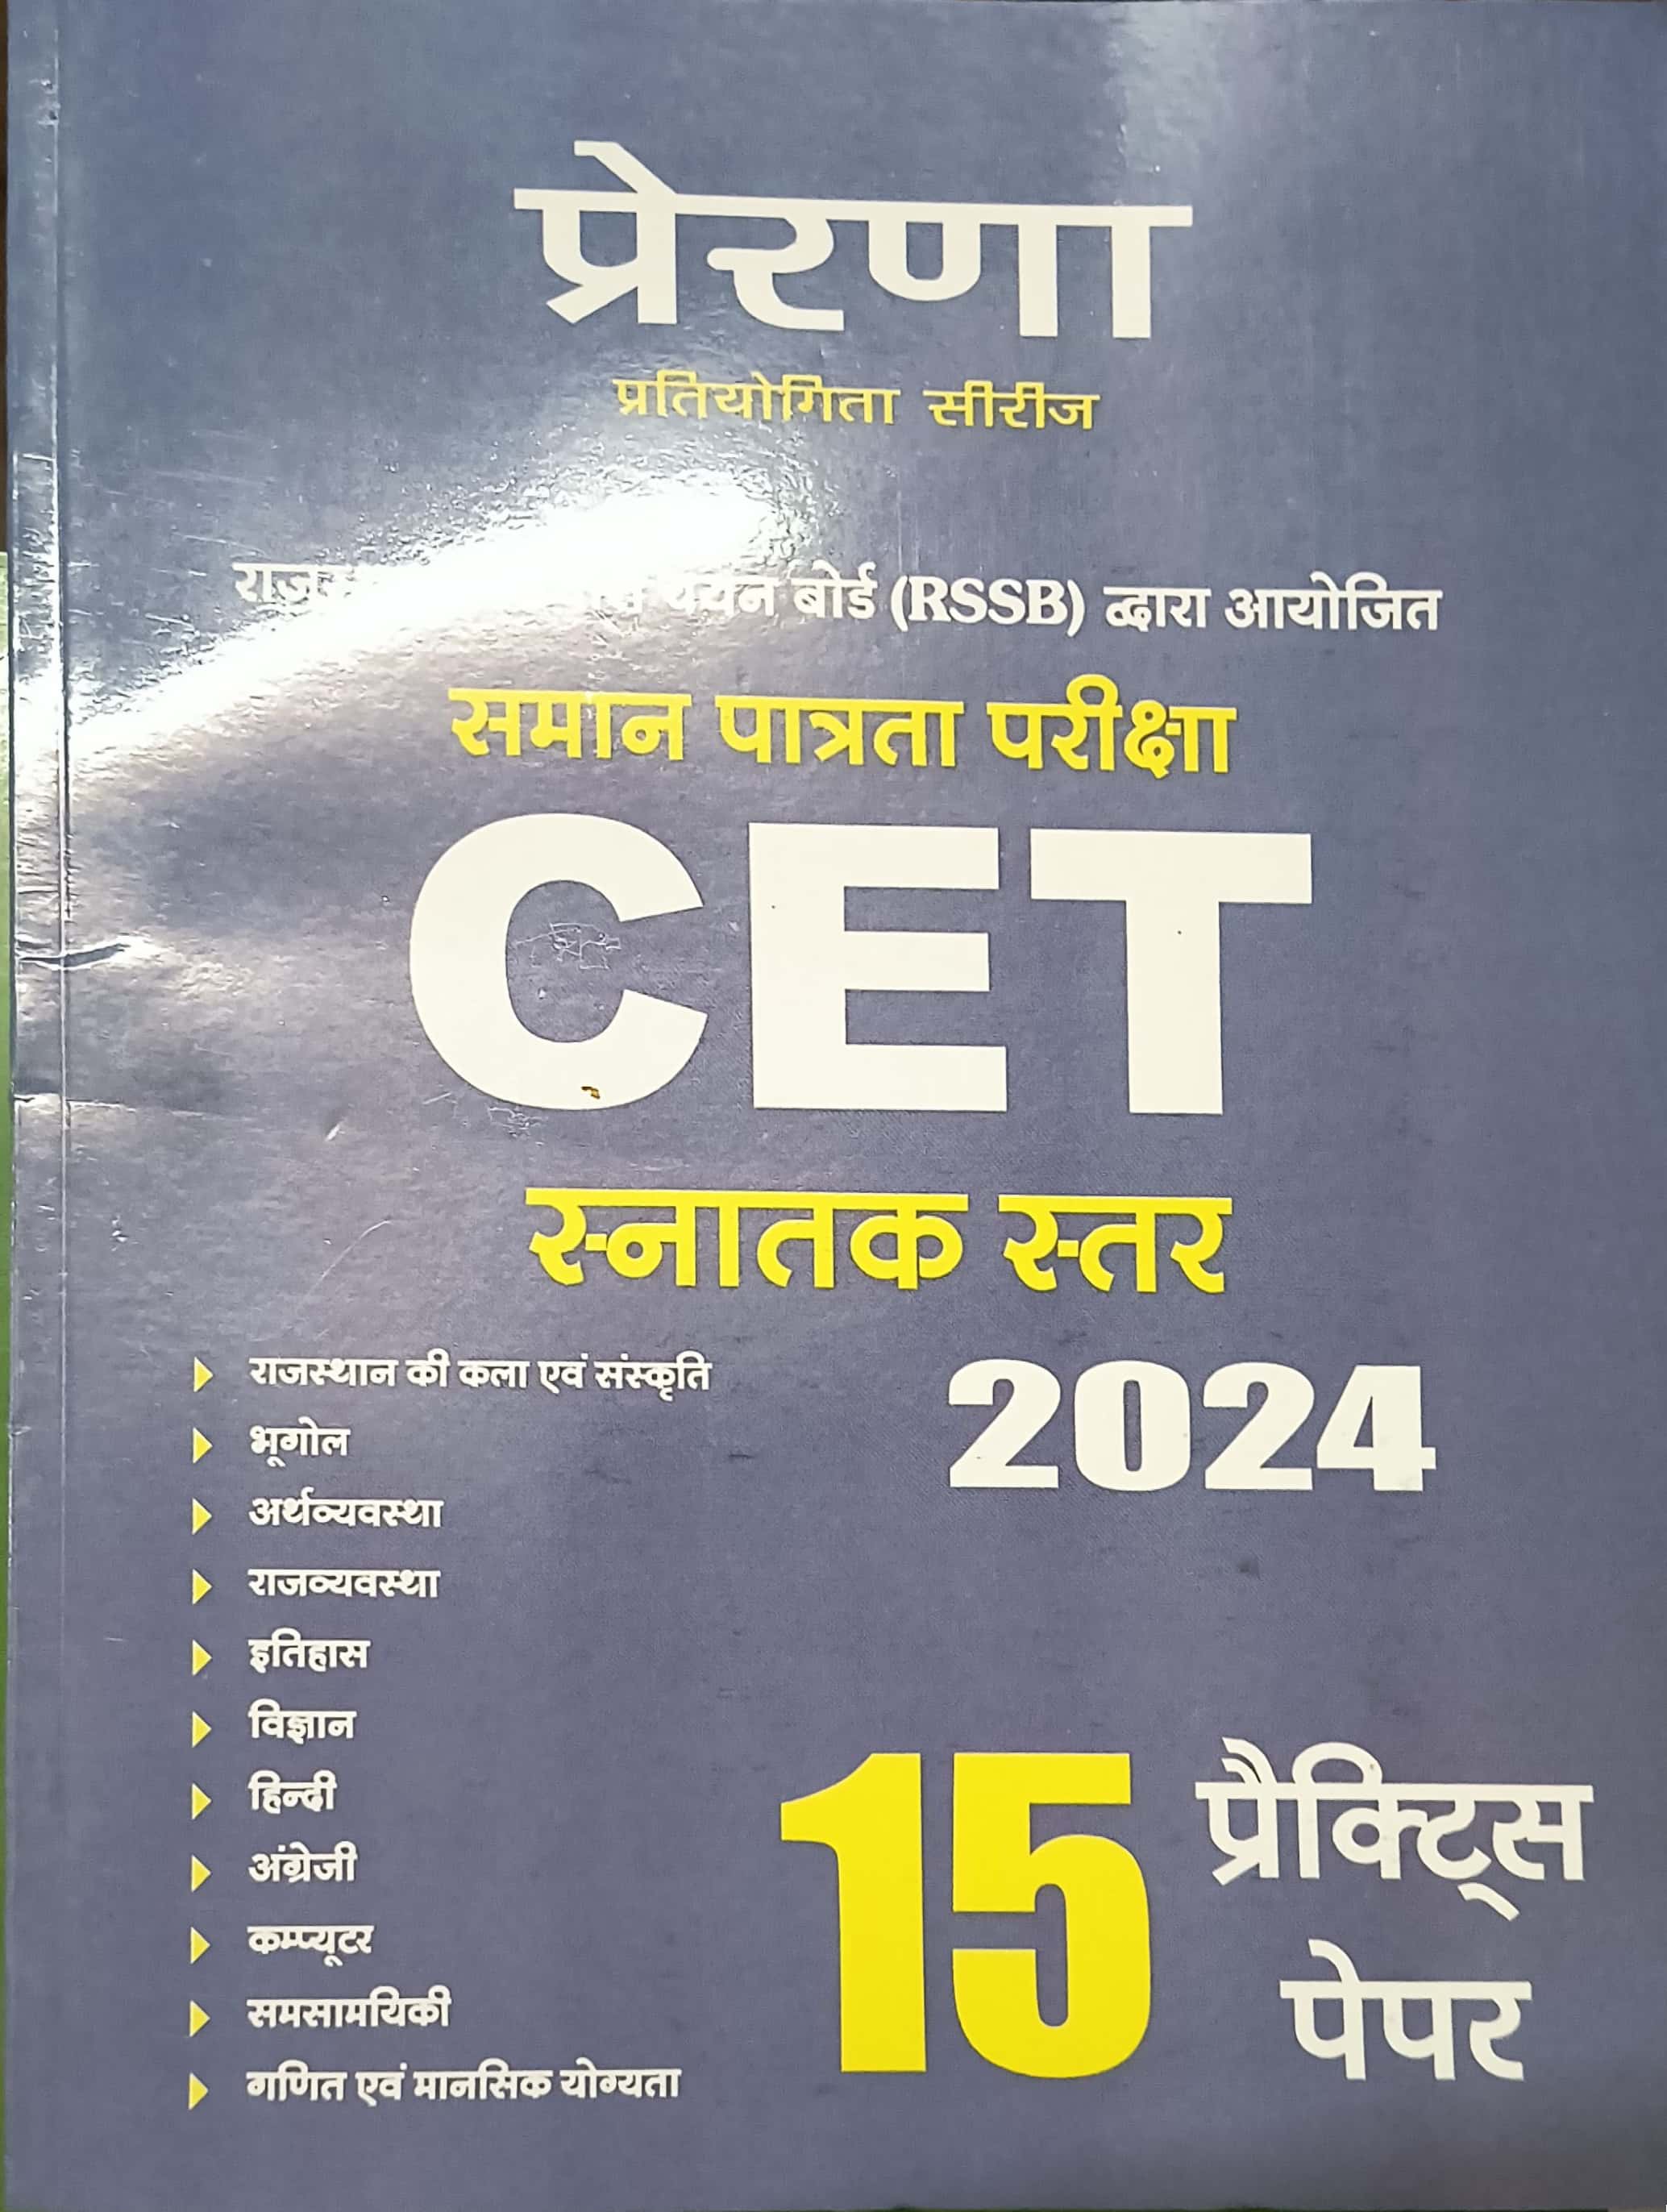 प्रेरणा
प्रतियोगिता सीरीज
बोर्ड (RSSB) द्वारा आयोजित
समान पात्रता परीक्षा
CET
स्नातक स्तर
2024
राजस्थान की कला एवं संस्कृति
भूगोल
अर्थव्यवस्था
राजव्यवस्था
इतिहास
विज्ञान
हिन्दी
अंग्रेजी
कम्प्यूटर
समसामयिकी
गणित एवं मानसिक योग्यता
15 प्रैक्टिस
पेपर